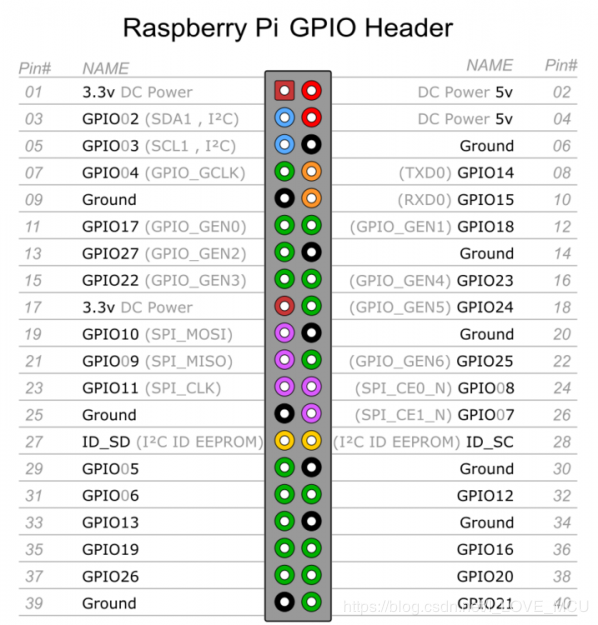 Raspberry Pi GPIO Header
Pin# NAME NAME Pin#
01 3.3v DC Power DC Power 5v 02
03 GPIO02 (SDA1 , I²C) DC Power 5v 04
05 GPIO03 (SCL1 , I²C) Ground 06
07 GPIO04 (GPIO_GCLK) (TXD0) GPIO14 08
09 Ground (RXD0) GPIO15 10
11 GPIO17 (GPIO_GEN0) (GPIO_GEN1) GPIO18 12
13 GPIO27 (GPIO_GEN2) Ground 14
15 GPIO22 (GPIO_GEN3) (GPIO_GEN4) GPIO23 16
17 3.3v DC Power (GPIO_GEN5) GPIO24 18
19 GPIO10 (SPI_MOSI) Ground 20
21 GPIO09 (SPI_MISO) (GPIO_GEN6) GPIO25 22
23 GPIO11 (SPI_CLK) (SPI_CE0_N) GPIO08 24
25 Ground (SPI_CE1_N) GPIO07 26
27 ID_SD (I²C ID EEPROM) (I²C ID EEPROM) ID_SC 28
29 GPIO05 Ground 30
31 GPIO06 GPIO12 32
33 GPIO13 Ground 34
35 GPIO19 GPIO16 36
37 GPIO26 GPIO20 38
39 Ground GPIO21 40